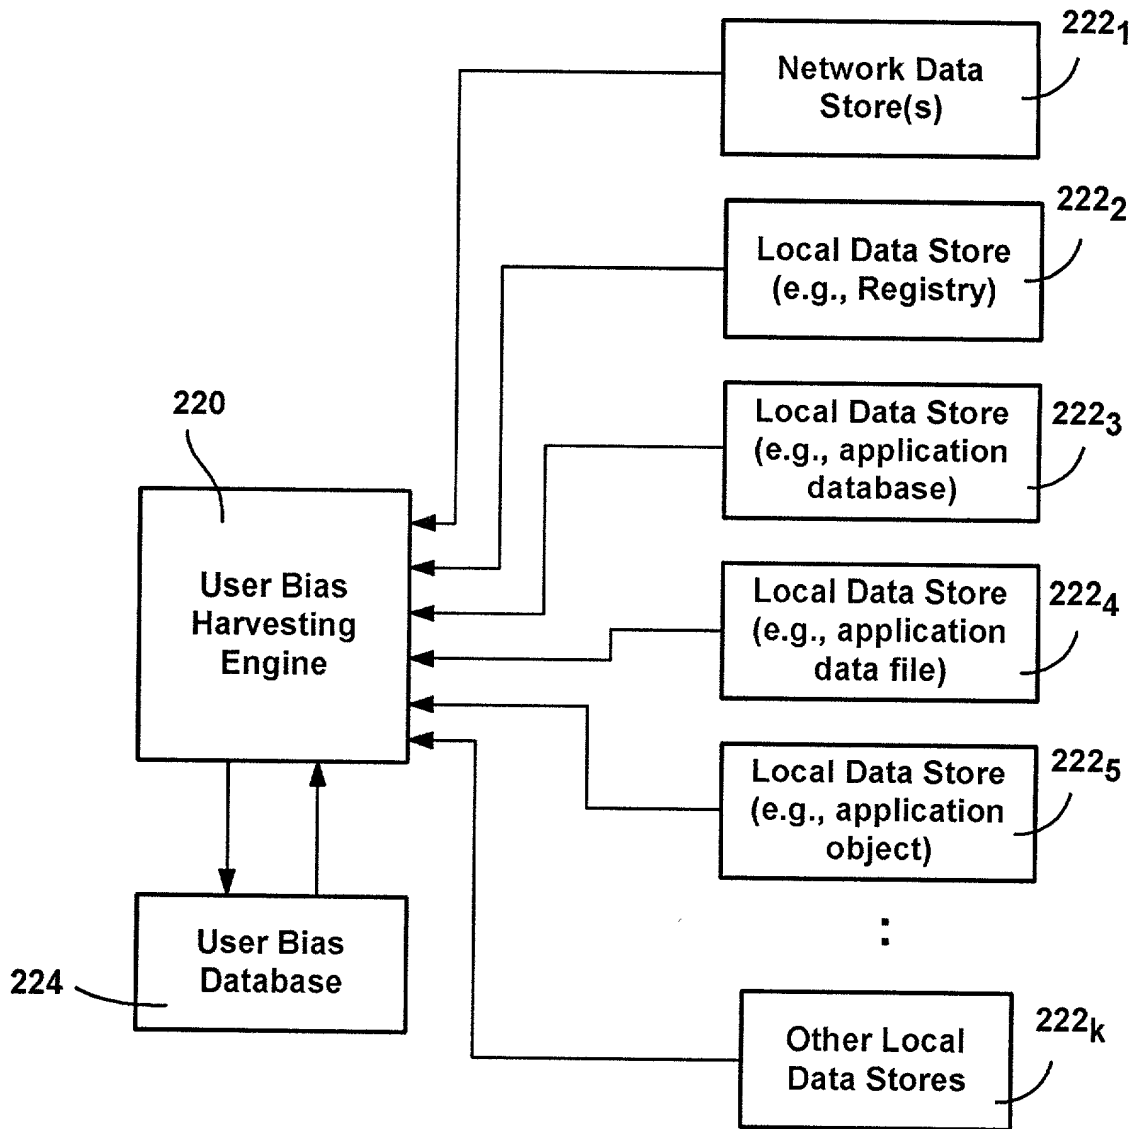 222₁
Network Data
Store(s)
222₂
Local Data Store
(e.g., Registry)
220
Local Data Store
(e.g., application
database)
222₃
User Bias
Harvesting
Engine
Local Data Store
(e.g., application
data file)
222₄
Local Data Store
(e.g., application
object)
222₅
:
User Bias
Database
224
Other Local
Data Stores
222ₖ